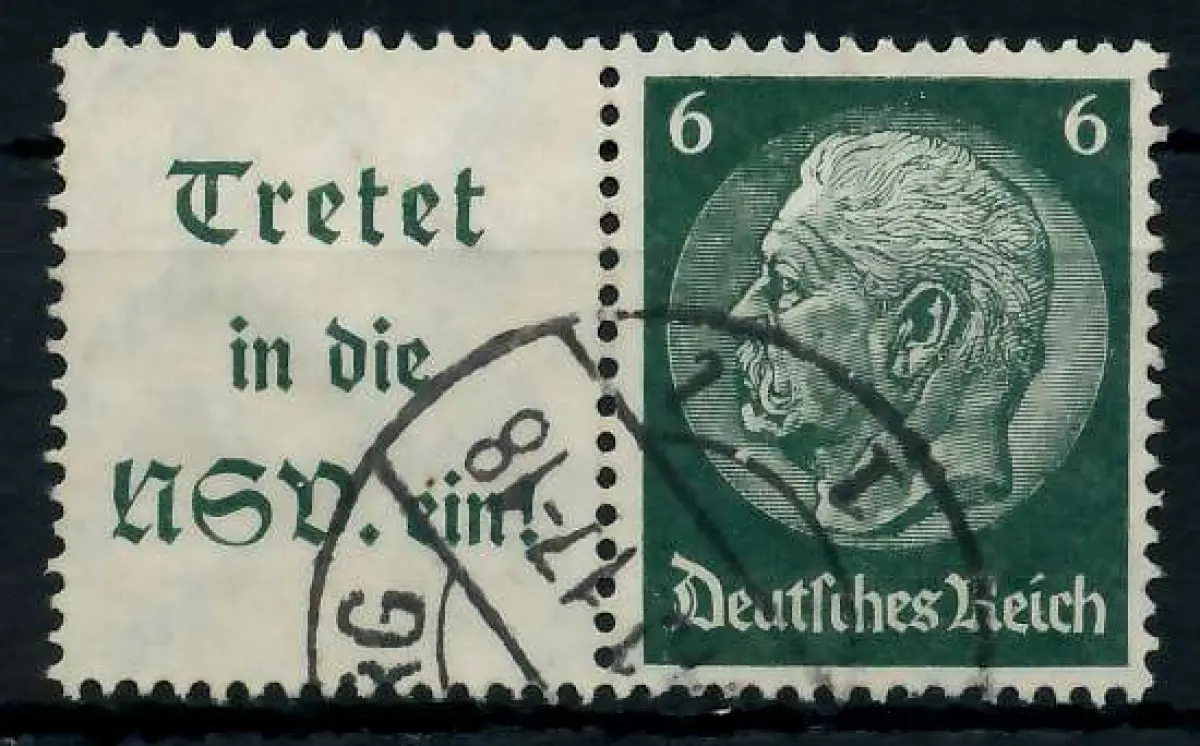 Tretet
in die
NSV. ein!
6 6
Deutsches Reich